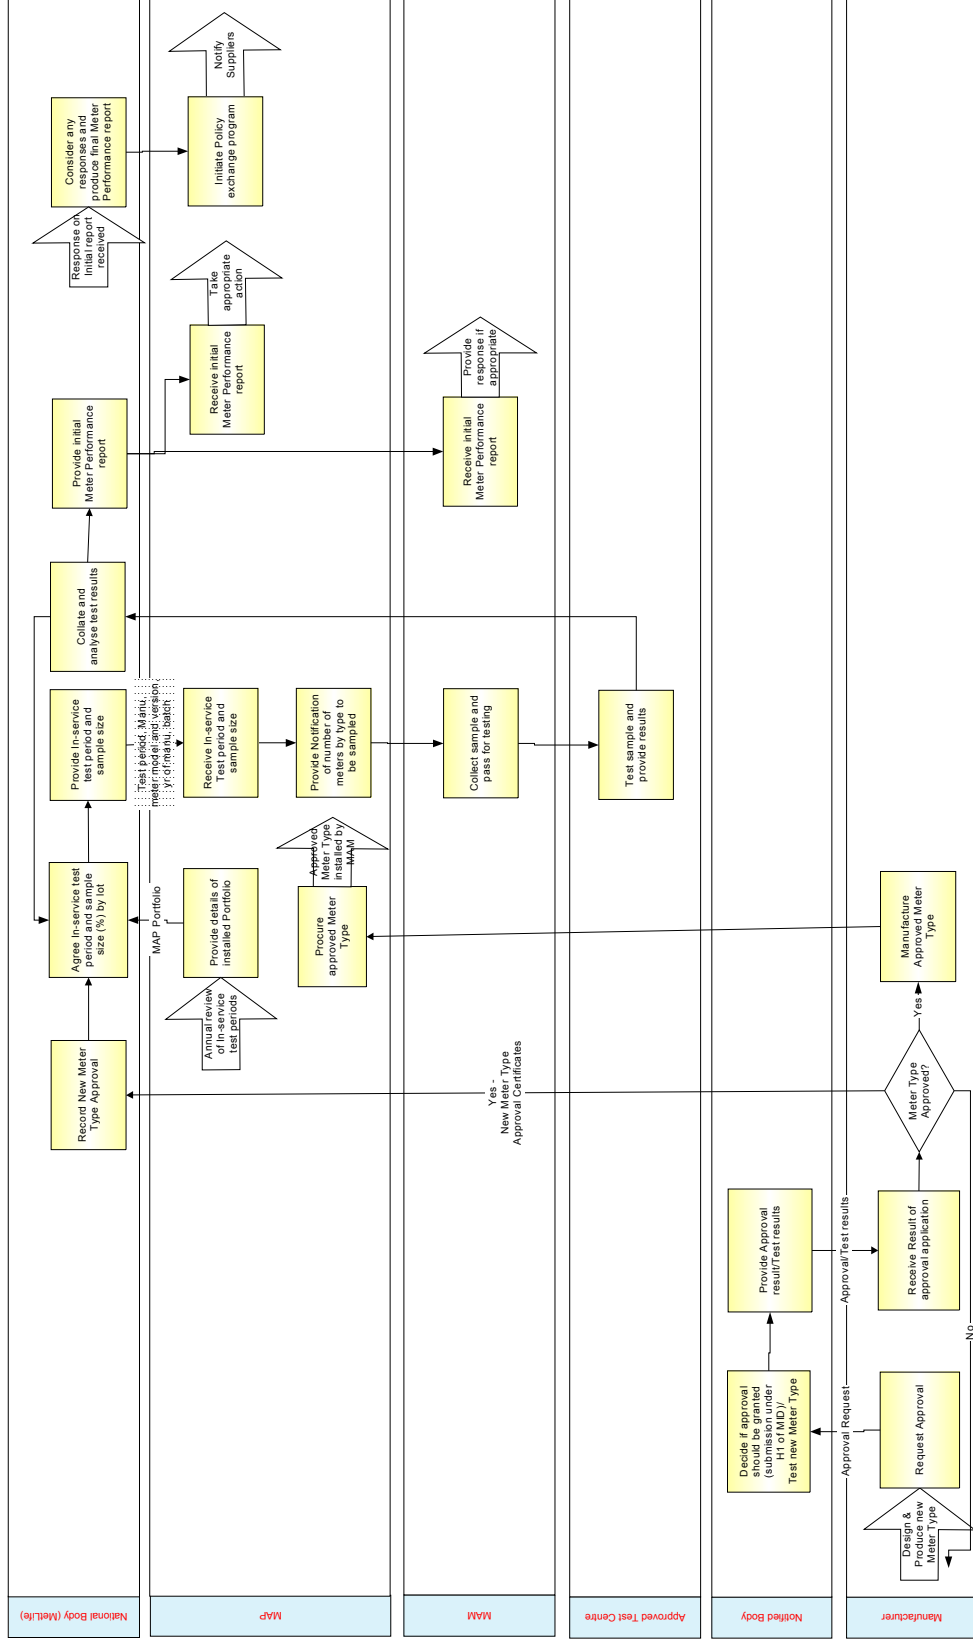 National Body (MetLife)
Record New Meter
Type Approval
Agree In-service test
period and sample
size (%) by lot
Provide In-service
test period and
sample size
Collate and
analyse test results
Provide initial
Meter Performance
report
Response on
Initial report
received
Consider any
responses and
produce final Meter
Performance report
Test period, Manu,
meter model and version,
yr of manu, batch
MAP Portfolio
MAP
Annual review
of In-service
test periods
Provide details of
installed Portfolio
Procure
approved Meter
Type
Approved
Meter Type
installed by
MAM
Receive In-service
Test period and
sample size
Provide Notification
of number of
meters by type to
be sampled
Receive initial
Meter Performance
report
Take
appropriate
action
Initiate Policy
exchange program
Notify
Suppliers
MAM
Yes -
New Meter Type
Approval Certificates
Collect sample and
pass for testing
Receive initial
Meter Performance
report
Provide
response if
appropriate
Approved Test Centre
Test sample and
provide results
Notified Body
Decide if approval
should be granted
(submission under
H1 of MID)/
Test new Meter Type
Provide Approval
result/Test results
Approval Request
Approval/Test results
Manufacturer
Design &
Produce new
Meter Type
Request Approval
Receive Result of
approval application
Meter Type
Approved?
Yes
Manufacture
Approved Meter
Type
No